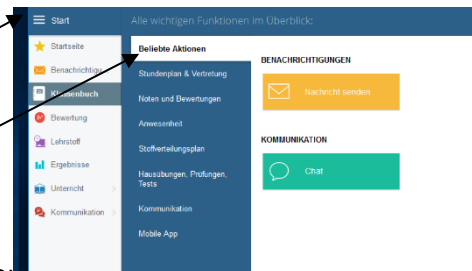 Start
Alle wichtigen Funktionen im Überblick:
Startseite
Benachrichtigu
Klassenbuch
Bewertung
Lehrstoff
Ergebnisse
Unterricht
Kommunikation
Beliebte Aktionen
Stundenplan & Vertretung
Noten und Bewertungen
Anwesenheit
Stoffverteilungsplan
Hausübungen, Prüfungen,
Tests
Kommunikation
Mobile App
BENACHRICHTIGUNGEN
Nachricht senden
KOMMUNIKATION
Chat